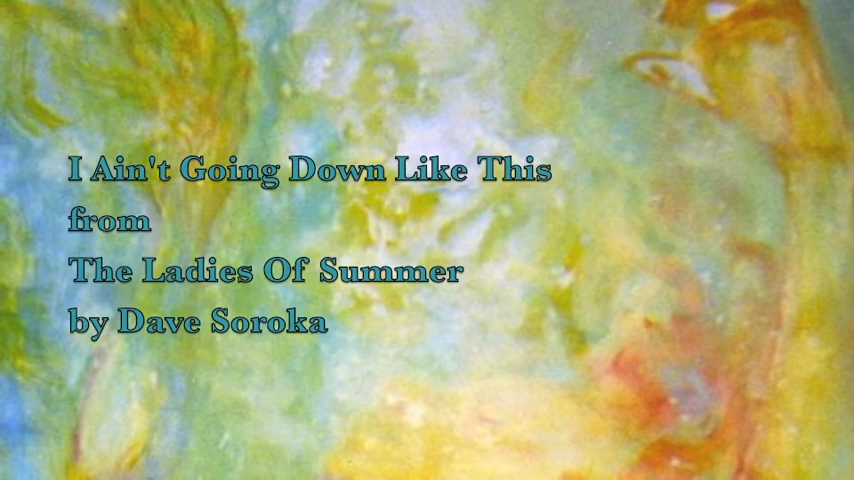 I Ain't Going Down Like This
from
The Ladies Of Summer
by Dave Soroka